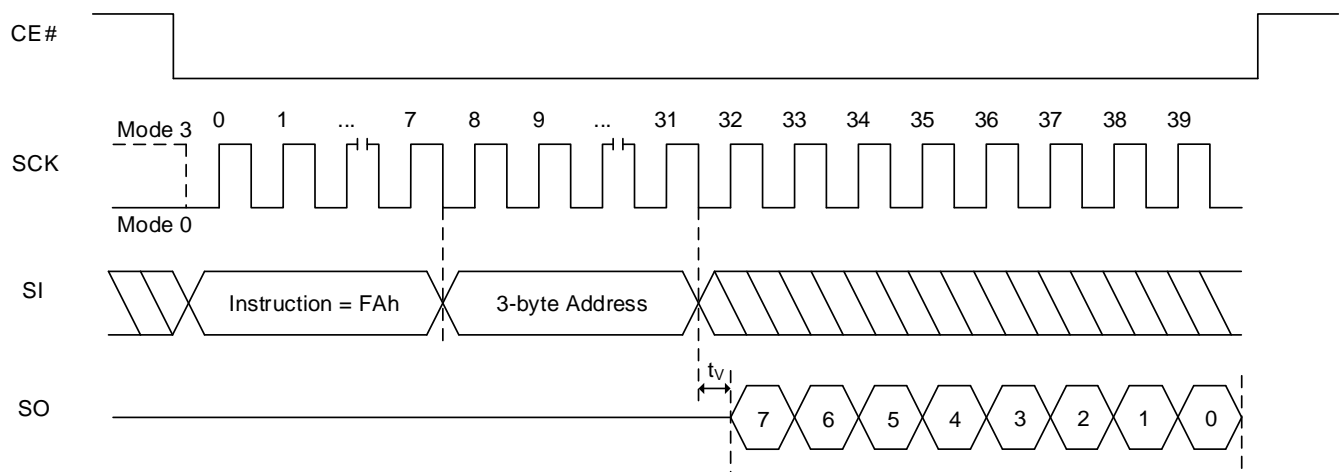 CE#
0 1 ... 7 8 9 ... 31 32 33 34 35 36 37 38 39
Mode 3
SCK
Mode 0
SI
Instruction = FAh
3-byte Address
tV
SO
7 6 5 4 3 2 1 0